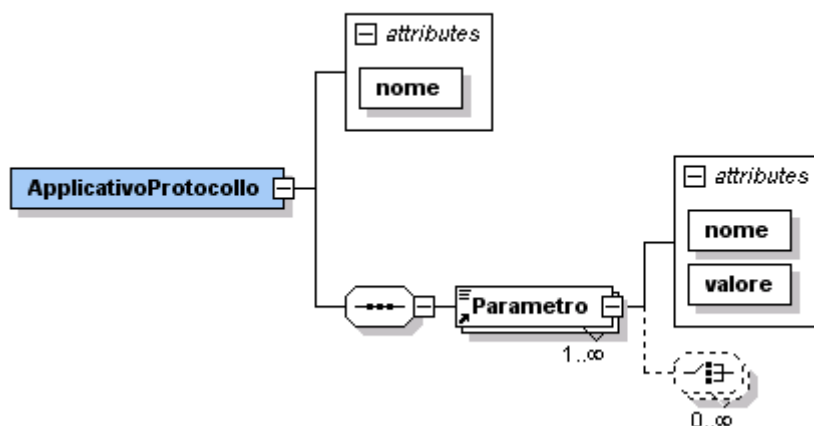 attributes
nome
ApplicativoProtocollo
attributes
nome
valore
Parametro
1..∞
0..∞